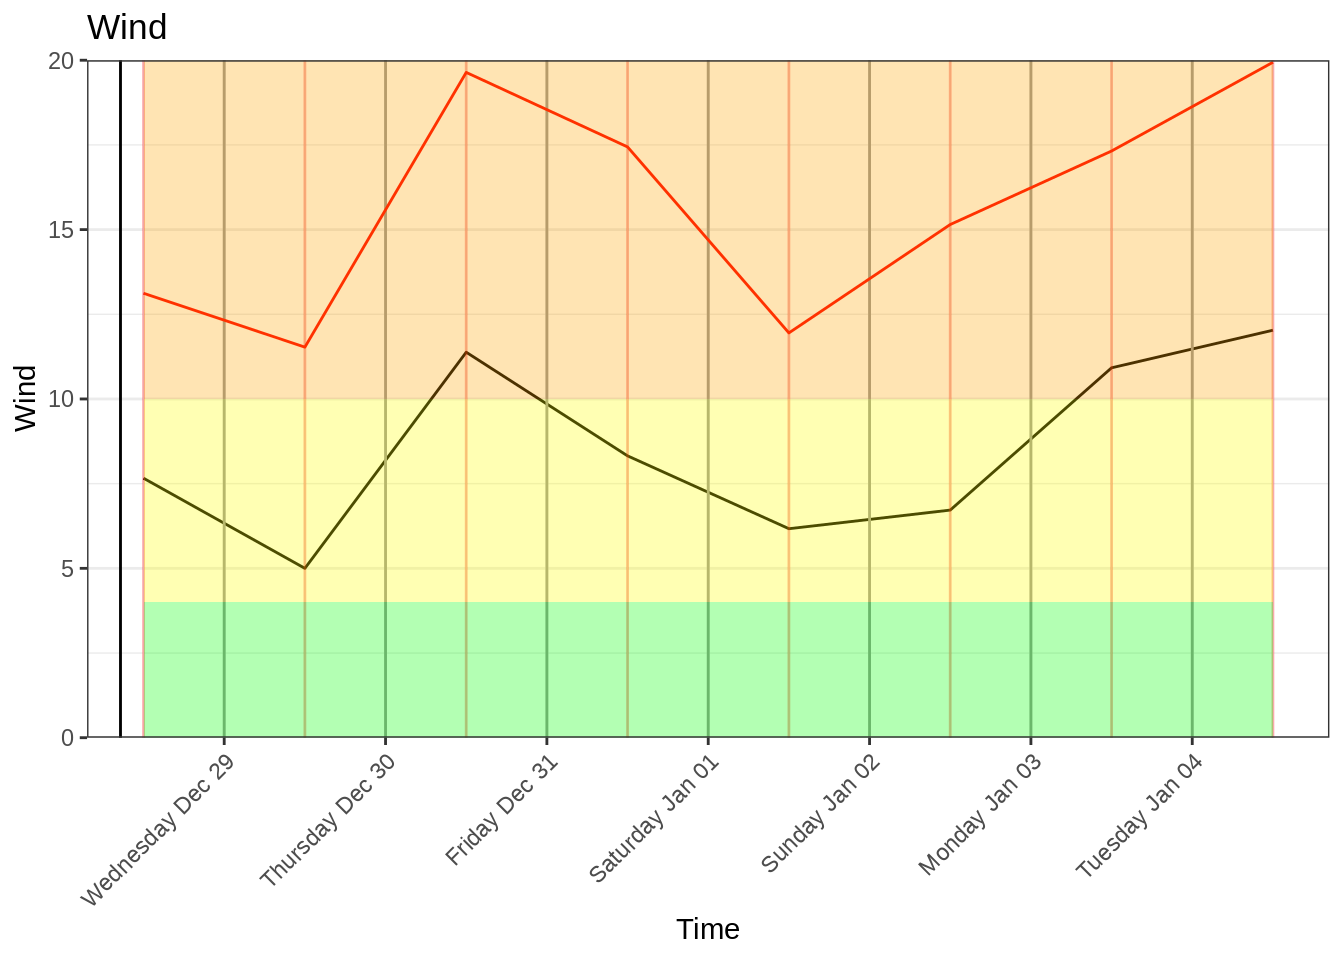 Wind
20
15
10
5
0
Wind
Wednesday Dec 29
Thursday Dec 30
Friday Dec 31
Saturday Jan 01
Sunday Jan 02
Monday Jan 03
Tuesday Jan 04
Time